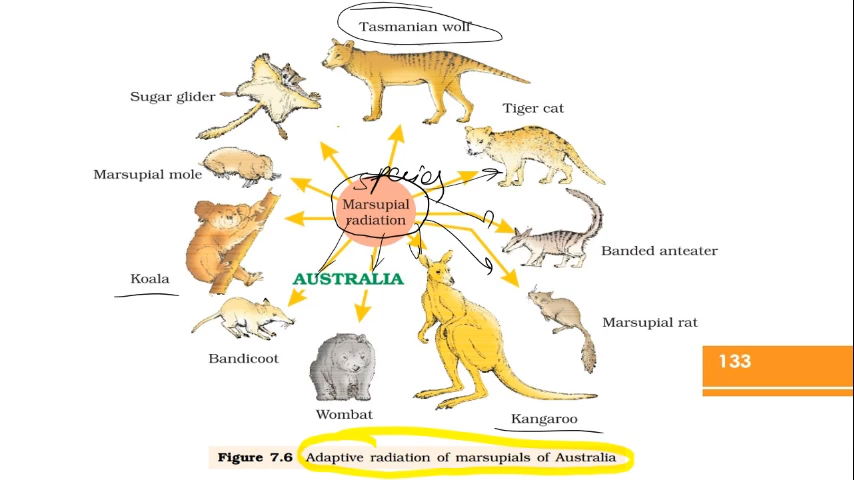 Tasmanian wolf
Sugar glider
Tiger cat
Marsupial mole
species
Marsupial
radiation
Banded anteater
Koala
AUSTRALIA
Marsupial rat
Bandicoot
133
Wombat
Kangaroo
Figure 7.6 Adaptive radiation of marsupials of Australia